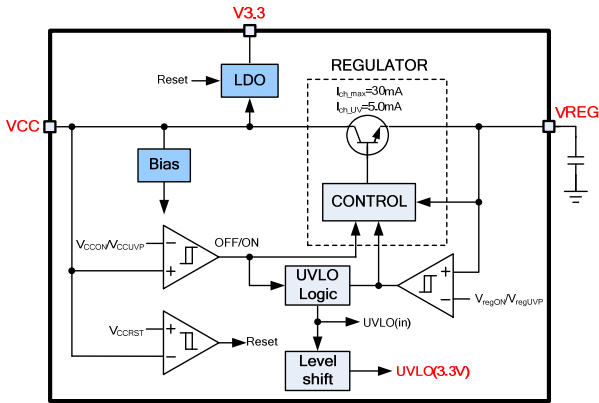 V3.3
REGULATOR
Reset
LDO
Ich_max=30mA
Ich_UV=5.0mA
VCC
VREG
Bias
CONTROL
VCCON/VCCUVP
−
+
OFF/ON
UVLO
Logic
+
−
VregON/VregUVP
UVLO(in)
VCCRST
+
−
Reset
Level
shift
UVLO(3.3V)